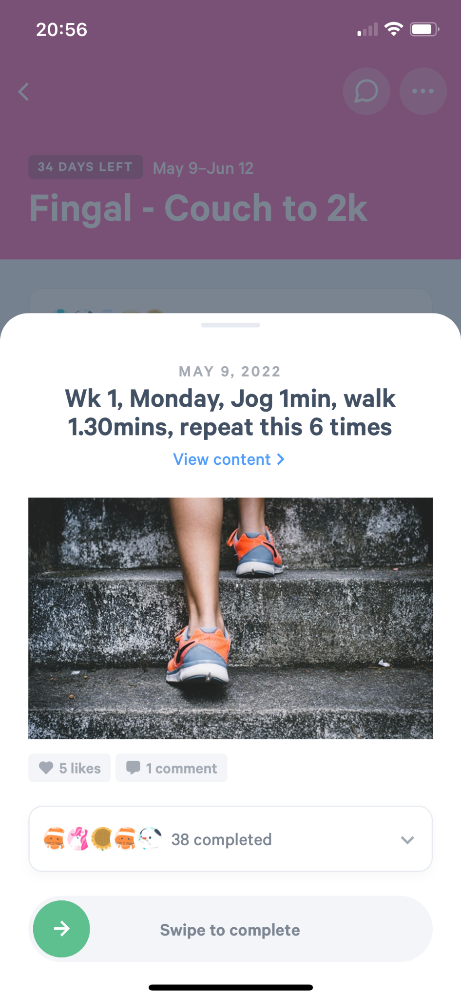 20:56
34 DAYS LEFT May 9–Jun 12
Fingal - Couch to 2k
MAY 9, 2022
Wk 1, Monday, Jog 1min, walk
1.30mins, repeat this 6 times
View content
5 likes 1 comment
38 completed
Swipe to complete